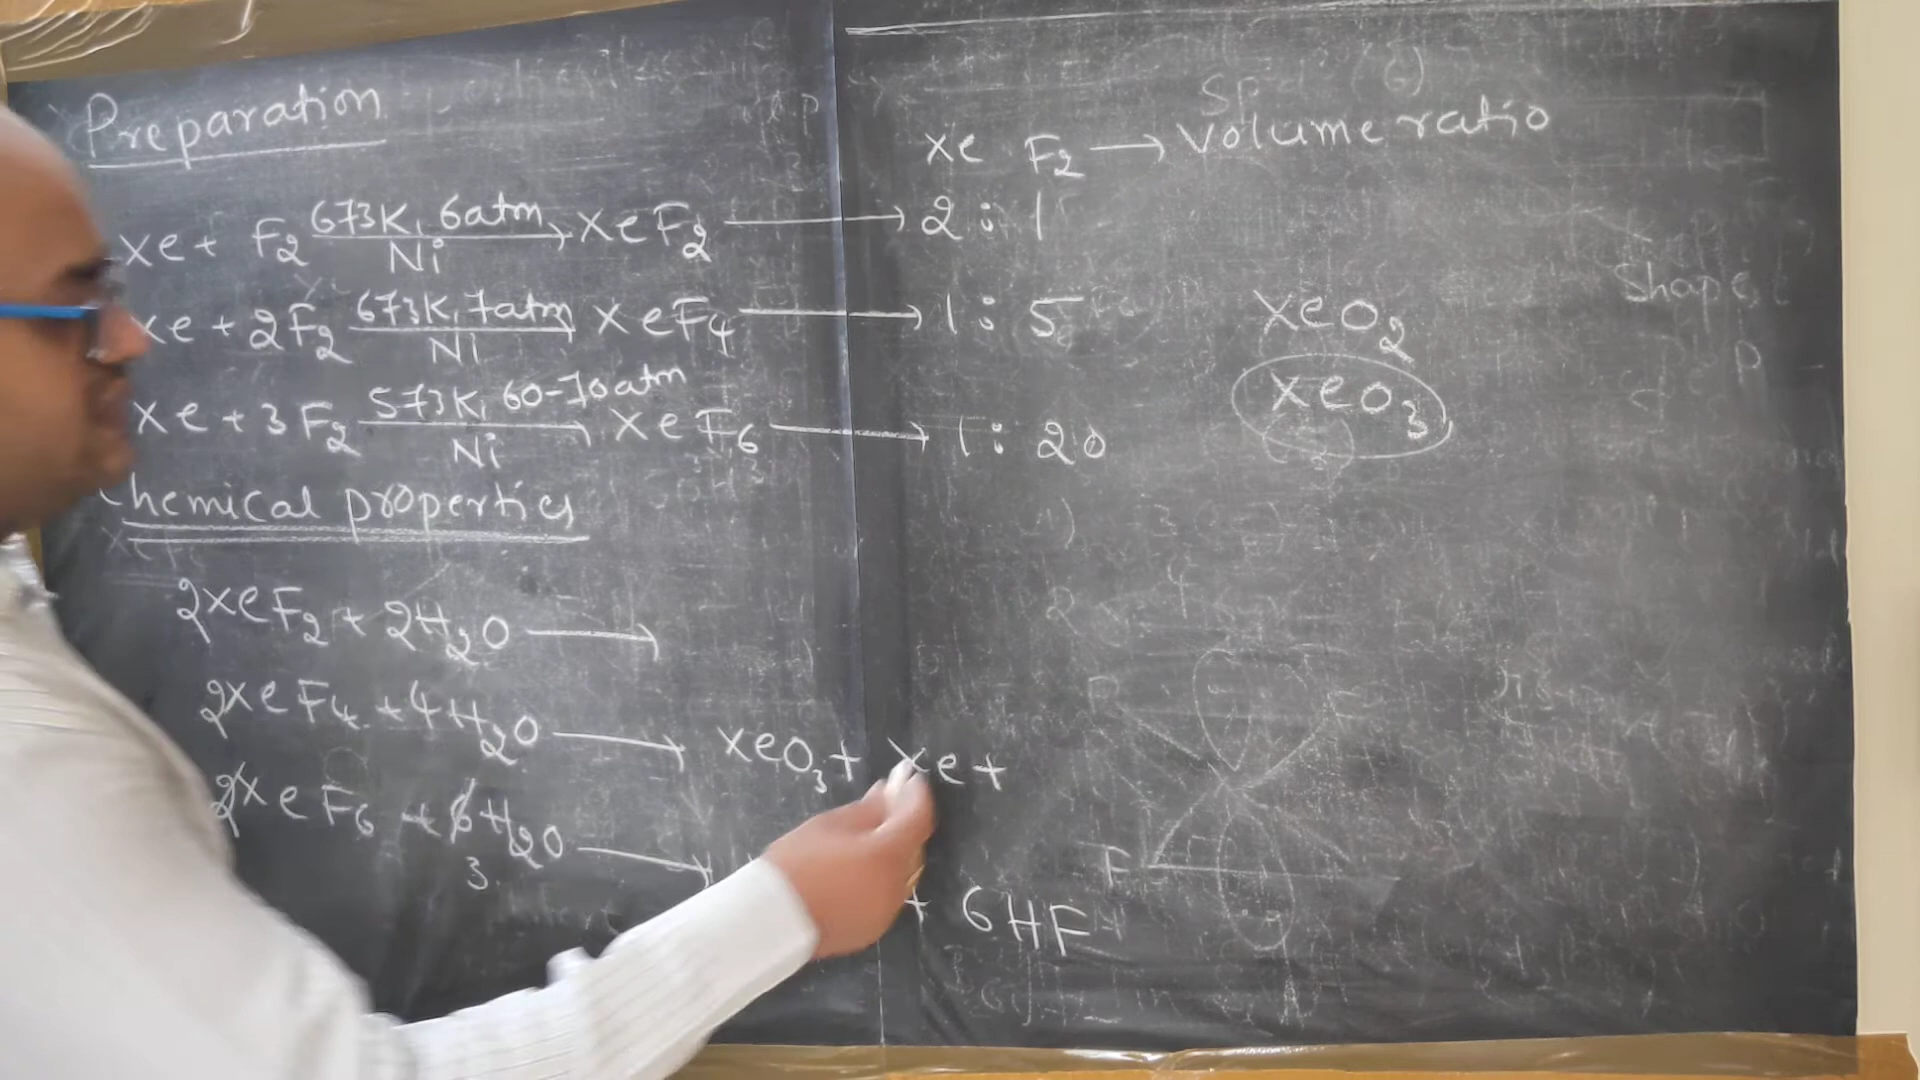 Preparation
Xe F2 → Volume ratio
Xe + F2 673K, 6atm Ni → XeF2 → 2 : 1
Xe + 2F2 673K, 7atm Ni → XeF4 → 1 : 5
XeO2
Xe + 3F2 573K, 60-70atm Ni → XeF6 → 1 : 20
XeO3
Shape
Chemical properties
2XeF2 + 2H2O →
2XeF4 + 4H2O → XeO3 + Xe +
2XeF6 + 6H2O →
3
+ 6HF
F